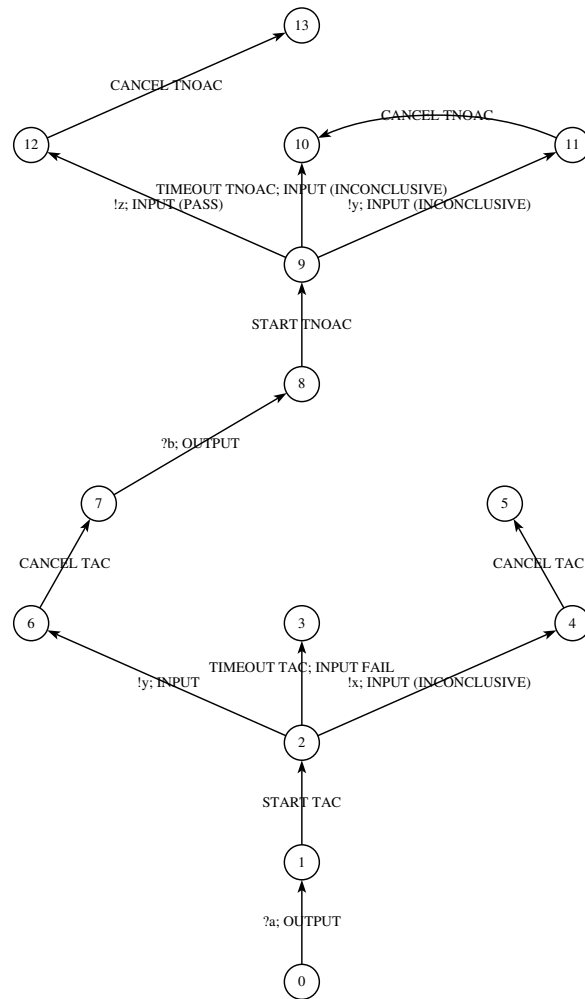 13
CANCEL TNOAC
CANCEL TNOAC
12
10
11
TIMEOUT TNOAC; INPUT (INCONCLUSIVE)
!z; INPUT (PASS)
!y; INPUT (INCONCLUSIVE)
9
START TNOAC
8
?b; OUTPUT
7
5
CANCEL TAC
CANCEL TAC
6
3
4
TIMEOUT TAC; INPUT FAIL
!y; INPUT
!x; INPUT (INCONCLUSIVE)
2
START TAC
1
?a; OUTPUT
0